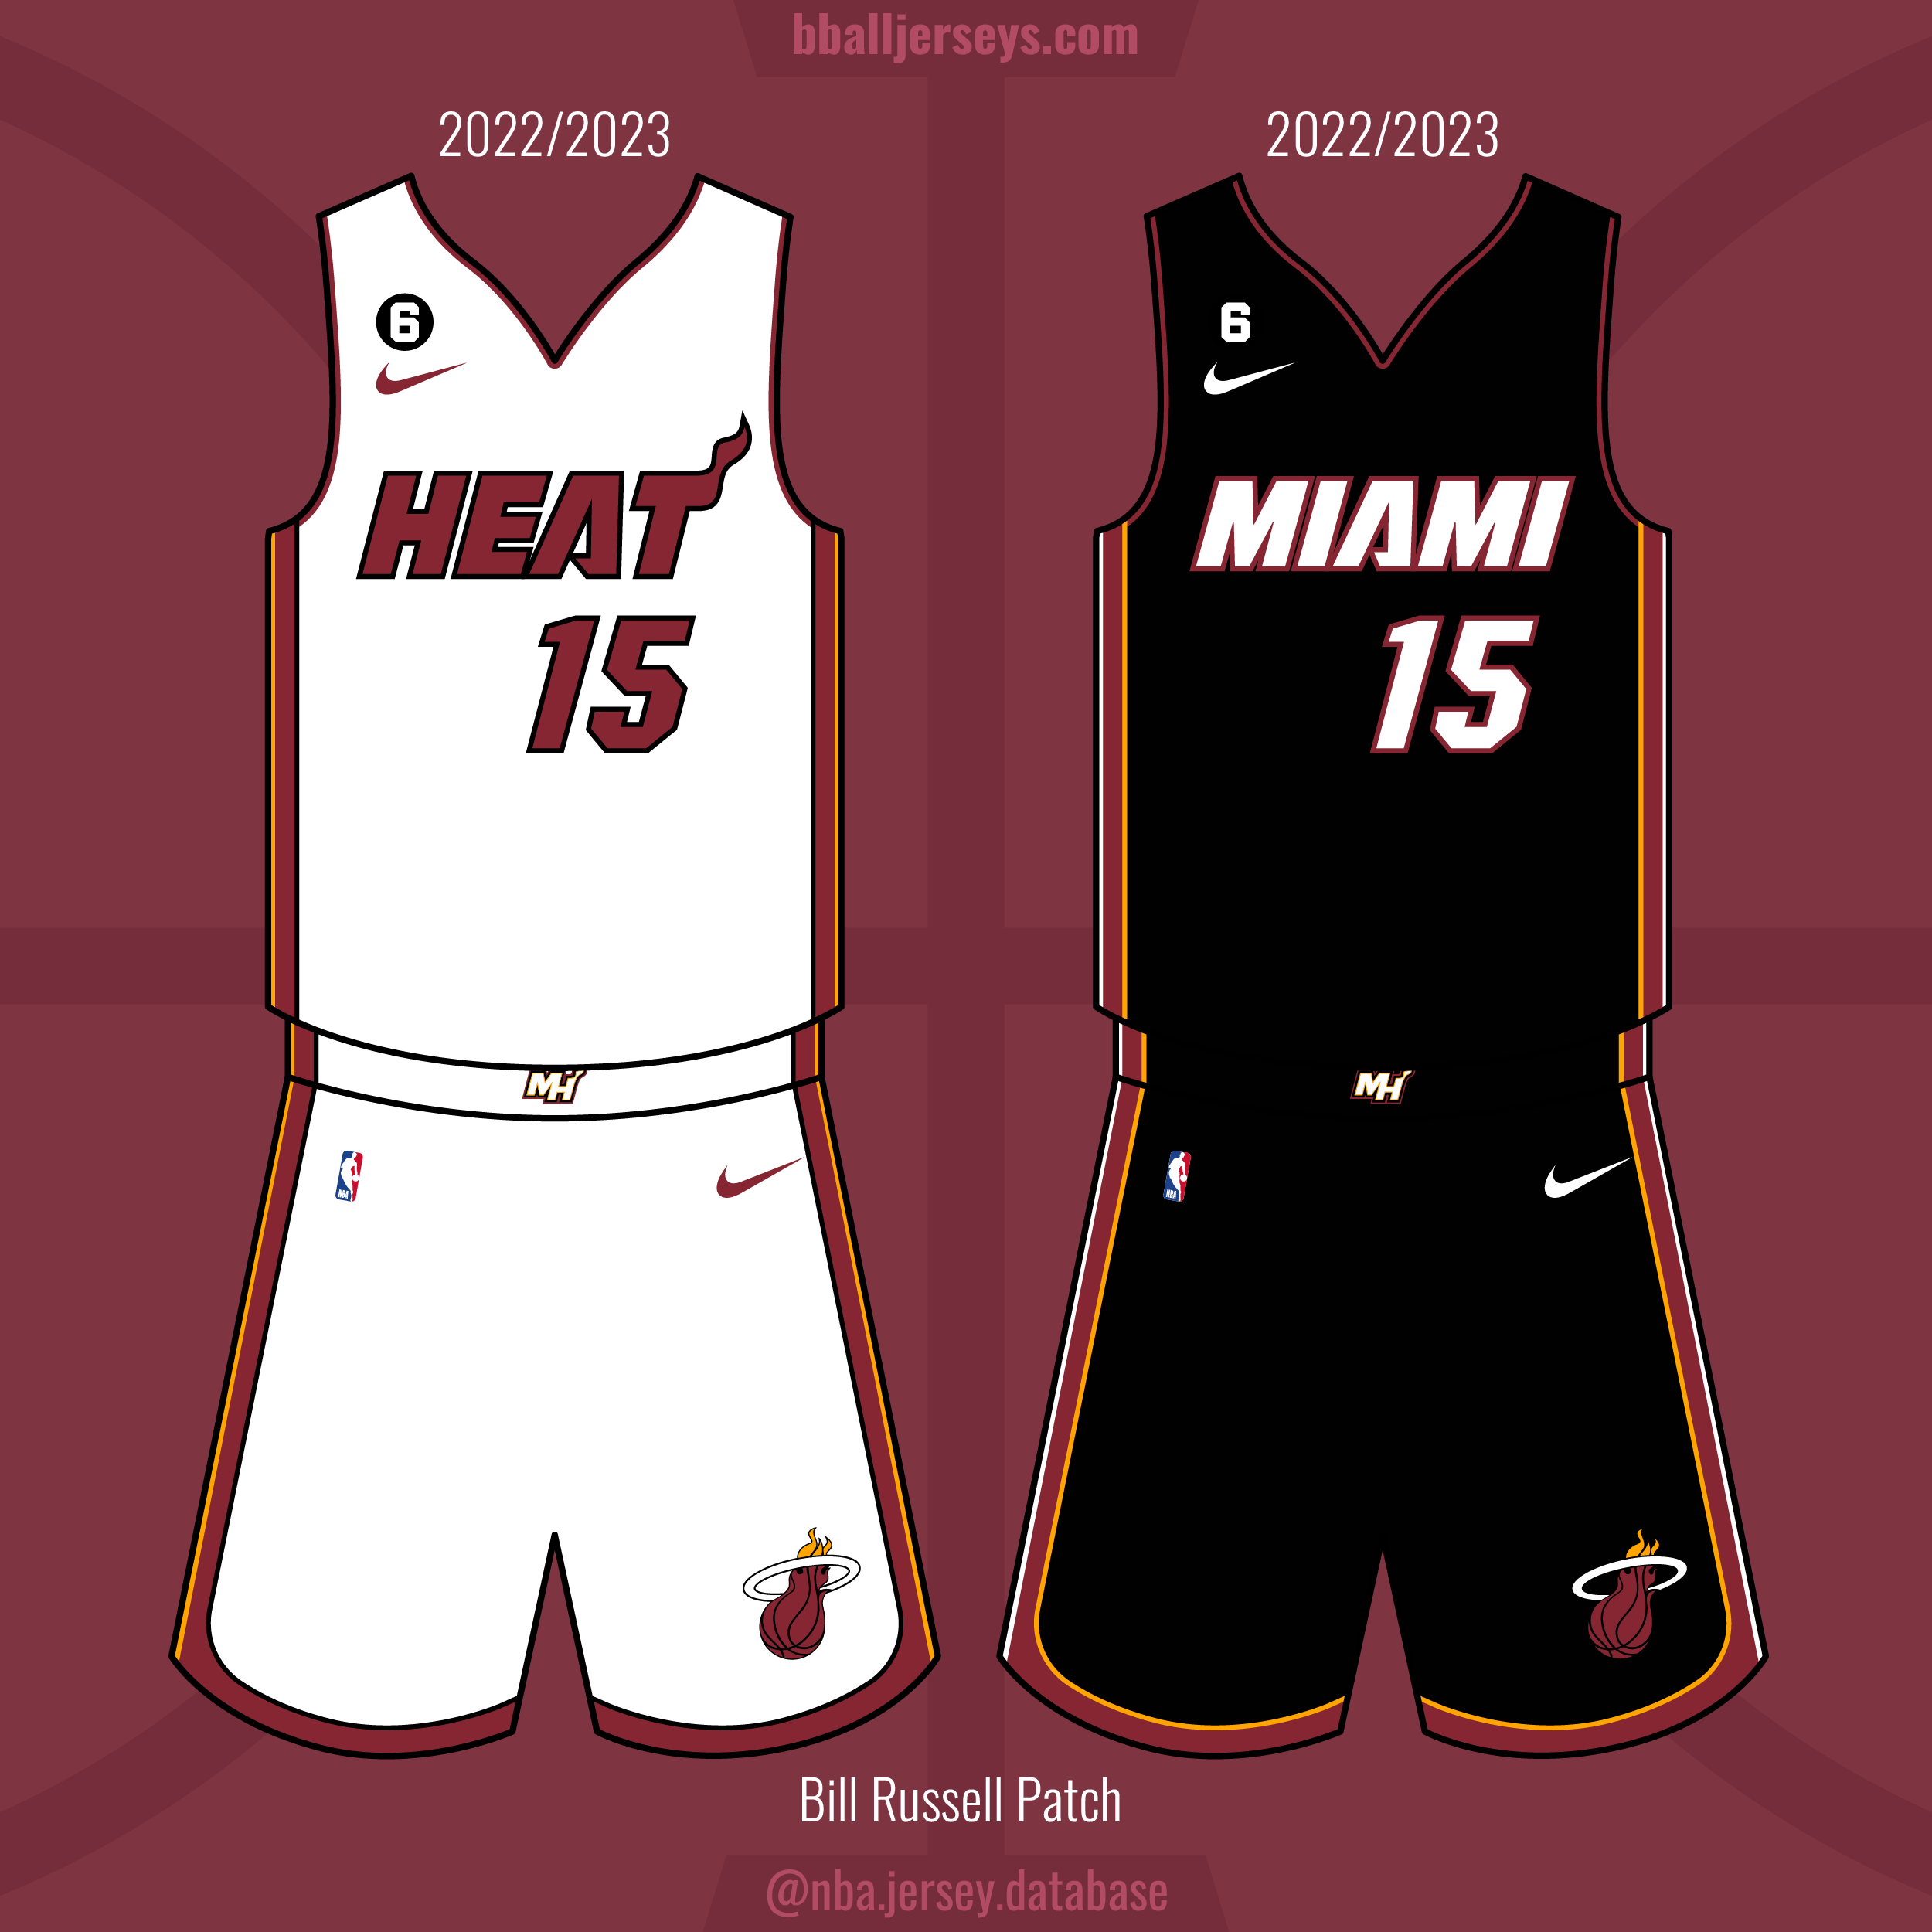 bballjerseys.com
2022/2023 2022/2023
6 6
HEAT MIAMI
15 15
MH MH
NBA NBA
Bill Russell Patch
@nba.jersey.database